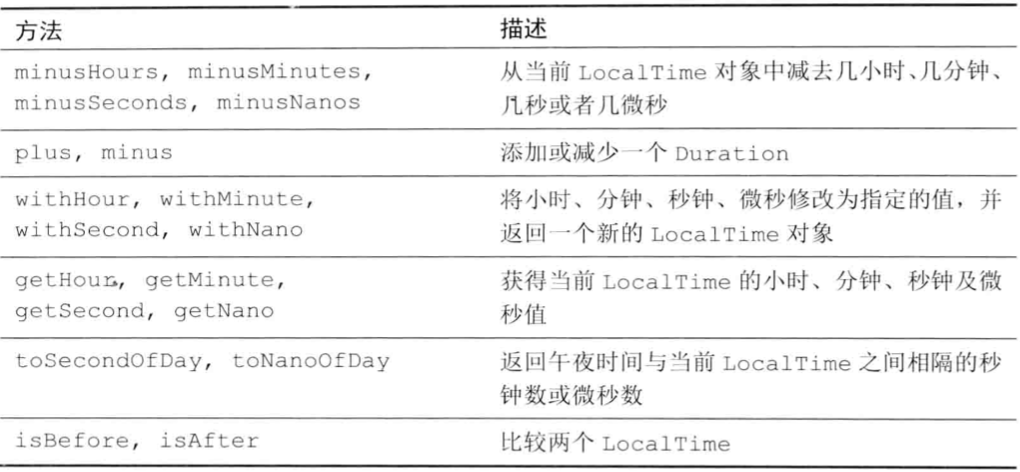 方法 描述
minusHours, minusMinutes, 从当前 LocalTime 对象中减去几小时、几分钟、
minusSeconds, minusNanos 几秒或者几微秒
plus, minus 添加或减少一个 Duration
withHour, withMinute, 将小时、分钟、秒钟、微秒修改为指定的值，并
withSecond, withNano 返回一个新的 LocalTime 对象
getHour, getMinute, 获得当前 LocalTime 的小时、分钟、秒钟及微
getSecond, getNano 秒值
toSecondOfDay, toNanoOfDay 返回午夜时间与当前 LocalTime 之间相隔的秒
钟数或微秒数
isBefore, isAfter 比较两个 LocalTime